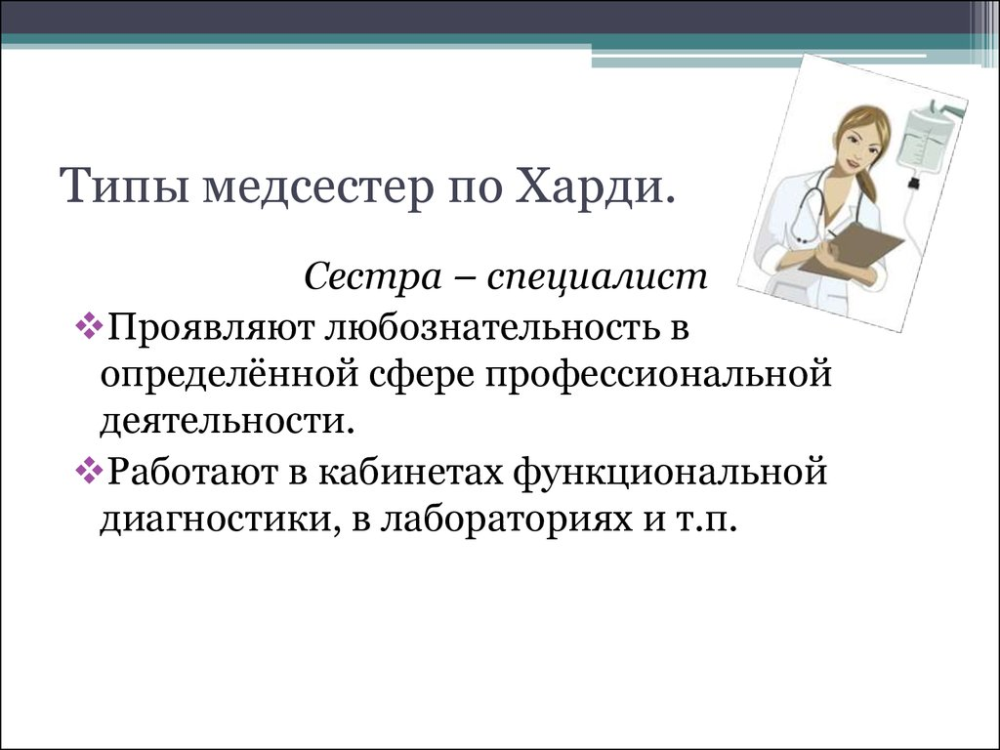 Типы медсестер по Харди.
Сестра – специалист
❖Проявляют любознательность в
определённой сфере профессиональной
деятельности.
❖Работают в кабинетах функциональной
диагностики, в лабораториях и т.п.